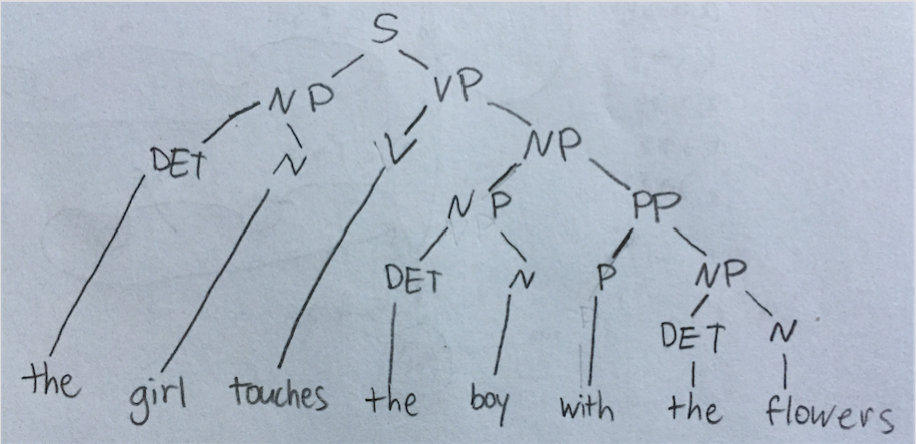 S
NP VP
DET N V NP
NP PP
DET N P NP
DET N
the girl touches the boy with the flowers